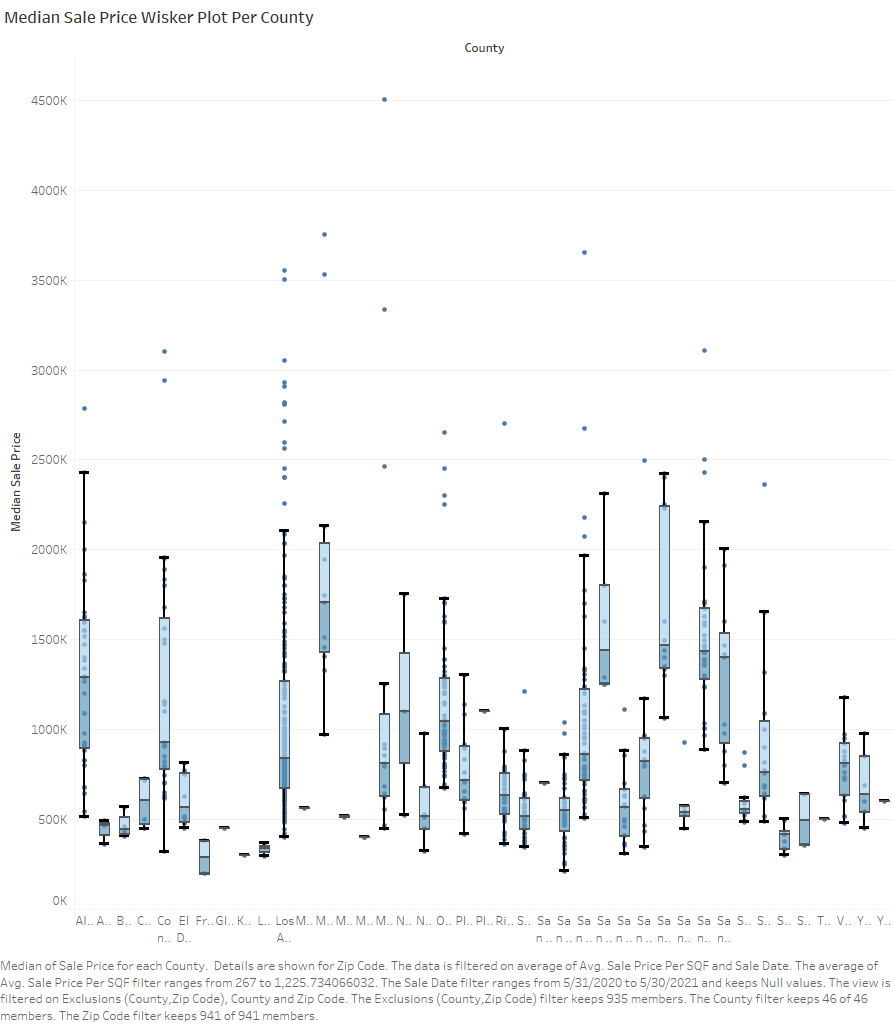 Median Sale Price Wisker Plot Per County
County
Median Sale Price
4500K
4000K
3500K
3000K
2500K
2000K
1500K
1000K
500K
0K
Al.. A.. B.. C.. Co El Fr.. Gl.. K.. L.. Los M.. M.. M.. M.. M.. N.. N.. O.. Pl.. Pl.. Ri.. S.. Sa Sa Sa Sa Sa Sa Sa Sa Sa Sa S.. S.. S.. S.. T.. V.. Y.. Y..
n.. D.. A.. n .. n .. n .. n .. n .. n .. n .. n .. n .. n..
Median of Sale Price for each County. Details are shown for Zip Code. The data is filtered on average of Avg. Sale Price Per SQF and Sale Date. The average of
Avg. Sale Price Per SQF filter ranges from 267 to 1,225.734066032. The Sale Date filter ranges from 5/31/2020 to 5/30/2021 and keeps Null values. The view is
filtered on Exclusions (County,Zip Code), County and Zip Code. The Exclusions (County,Zip Code) filter keeps 935 members. The County filter keeps 46 of 46
members. The Zip Code filter keeps 941 of 941 members.